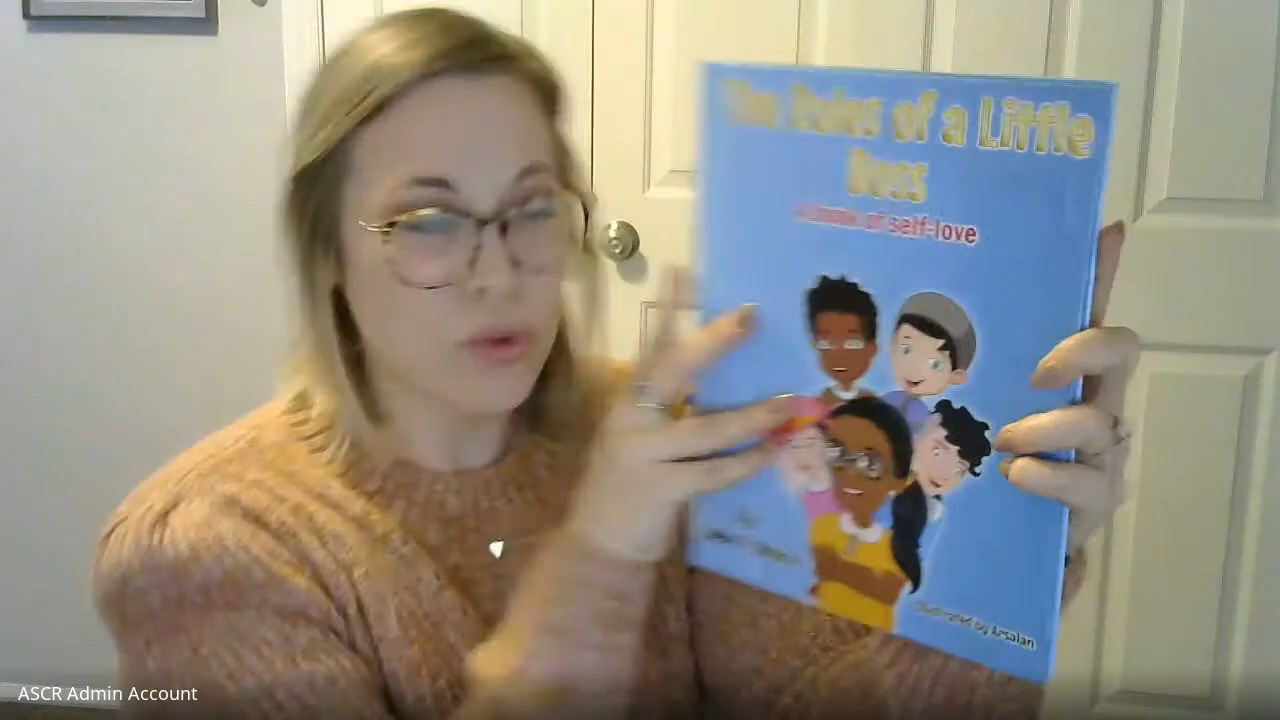 The Rules of a Little
Boss
a book of self-love
Illustrated by Arsalan
ASCR Admin Account